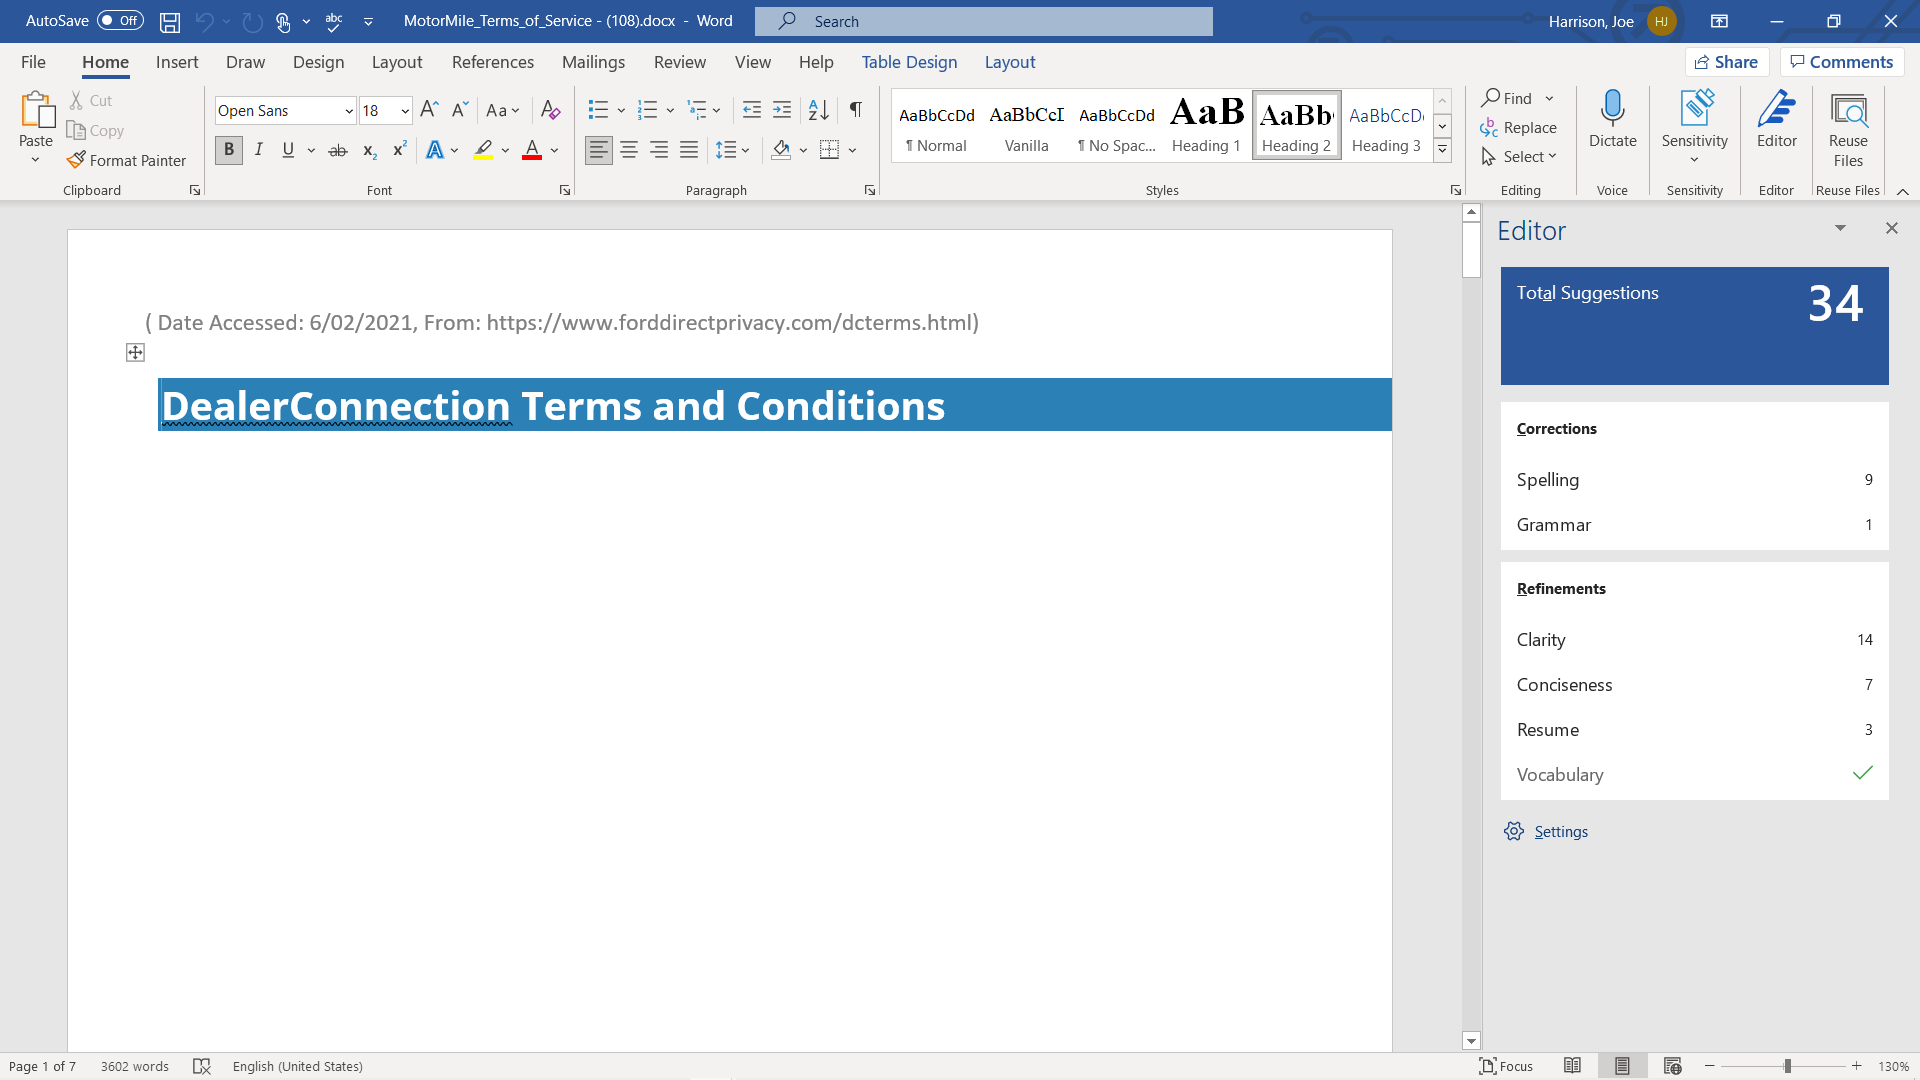 AutoSave Off MotorMile_Terms_of_Service - (108).docx - Word Search Harrison, Joe HJ
File Home Insert Draw Design Layout References Mailings Review View Help Table Design Layout Share Comments
Paste Cut Copy Format Painter Clipboard
Open Sans 18 Font
Paragraph
AaBbCcDd ¶ Normal
AaBbCcI Vanilla
AaBbCcDd ¶ No Spac...
AaB Heading 1
AaBb Heading 2
AaBbCcD Heading 3
Styles
Find Replace Select Editing
Dictate Voice
Sensitivity Sensitivity
Editor Editor
Reuse Files Reuse Files
( Date Accessed: 6/02/2021, From: https://www.forddirectprivacy.com/dcterms.html)
DealerConnection Terms and Conditions
Editor
Total Suggestions 34
Corrections
Spelling 9
Grammar 1
Refinements
Clarity 14
Conciseness 7
Resume 3
Vocabulary
Settings
Page 1 of 7 3602 words English (United States) Focus 130%